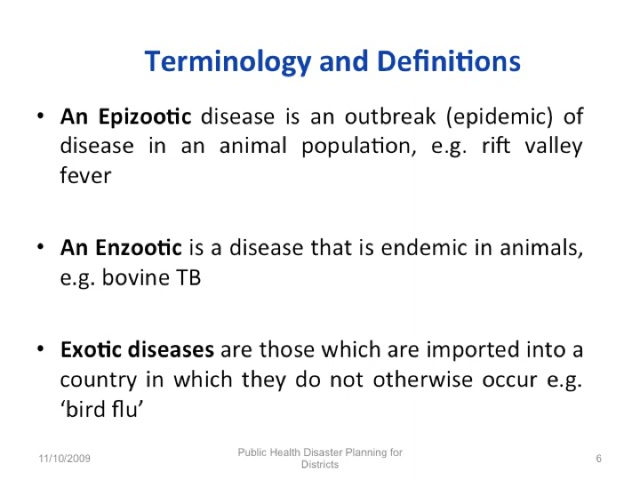 Terminology and Definitions
• An Epizootic disease is an outbreak (epidemic) of
disease in an animal population, e.g. rift valley
fever
• An Enzootic is a disease that is endemic in animals,
e.g. bovine TB
• Exotic diseases are those which are imported into a
country in which they do not otherwise occur e.g.
‘bird flu’
11/10/2009
Public Health Disaster Planning for
Districts
6